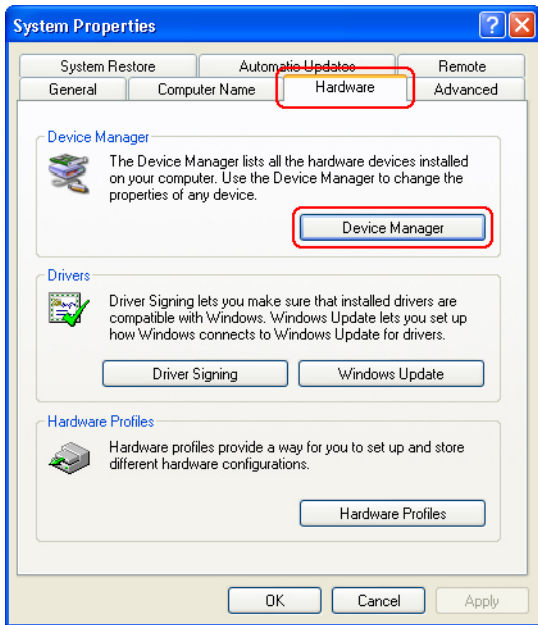 System Properties
System Restore Automatic Updates Remote
General Computer Name Hardware Advanced
Device Manager
The Device Manager lists all the hardware devices installed
on your computer. Use the Device Manager to change the
properties of any device.
Device Manager
Drivers
Driver Signing lets you make sure that installed drivers are
compatible with Windows. Windows Update lets you set up
how Windows connects to Windows Update for drivers.
Driver Signing Windows Update
Hardware Profiles
Hardware profiles provide a way for you to set up and store
different hardware configurations.
Hardware Profiles
OK Cancel Apply